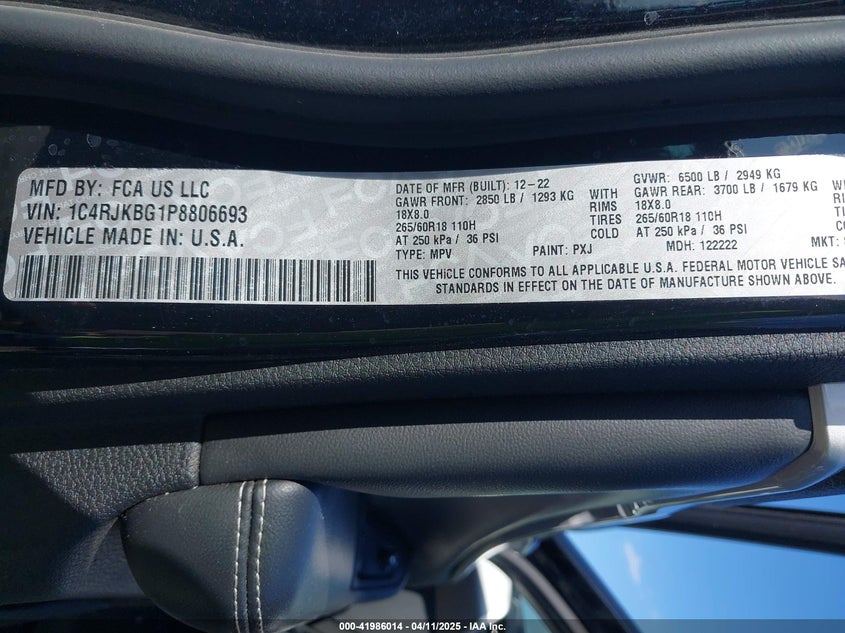 MFD BY: FCA US LLC
VIN: 1C4RJKBG1P8806693
VEHICLE MADE IN: U.S.A.
DATE OF MFR (BUILT): 12-22 GVWR: 6500 LB / 2949 KG
GAWR FRONT: 2850 LB / 1293 KG WITH GAWR REAR: 3700 LB / 1679 KG
18X8.0 RIMS 18X8.0
265/60R18 110H TIRES 265/60R18 110H
AT 250 kPa / 36 PSI COLD AT 250 kPa / 36 PSI
TYPE: MPV PAINT: PXJ MDH: 122222 MKT:
THIS VEHICLE CONFORMS TO ALL APPLICABLE U.S.A. FEDERAL MOTOR VEHICLE SA
STANDARDS IN EFFECT ON THE DATE OF MANUFACTURE SHOWN ABOVE.
000-41986014 - 04/11/2025 - IAA Inc.